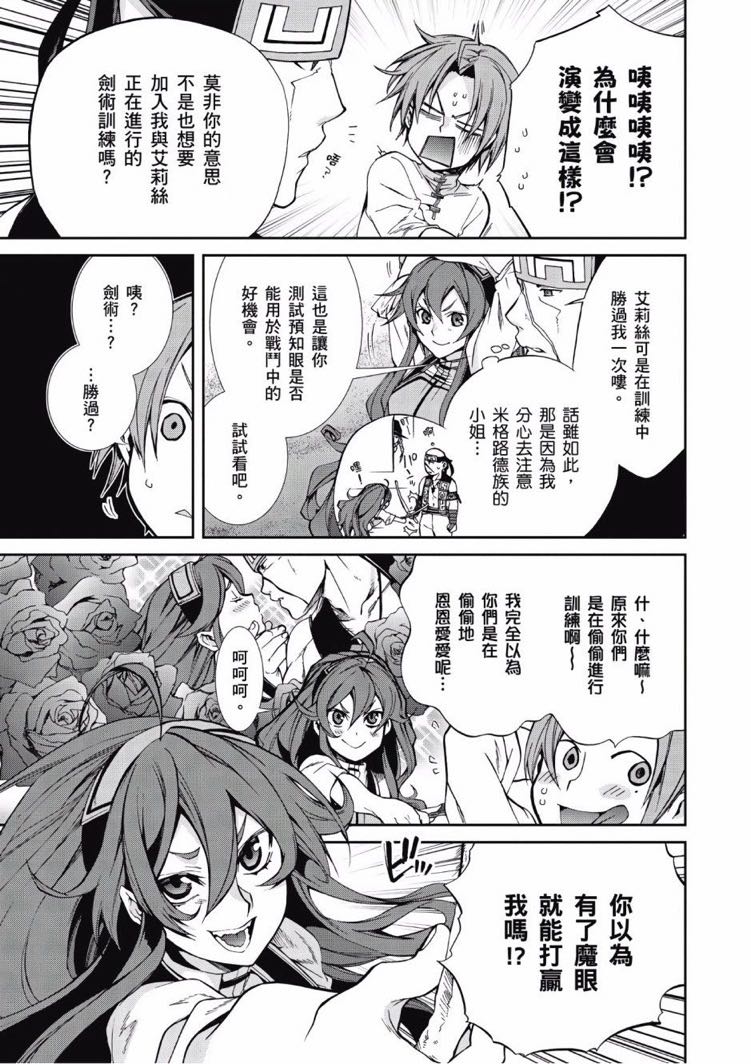 咦咦咦咦!?
為什麼會
演變成這樣!?
唔?
莫非你的意思
不是也想要
加入我與艾莉絲
正在進行的
劍術訓練嗎?
艾莉絲可是在訓練中
勝過我一次嘍。
話雖如此，
那是因為我
分心去注意
米格路德族的
小姐…
啊
嘿
這也是讓你
測試預知眼是否
能用於戰鬥中的
好機會。
試試看吧。
咦?
劍術…?
…勝過?
什、什麼嘛～
原來你們
是在偷偷進行
訓練啊～
我完全以為
你們是在
偷偷地
恩恩愛愛呢…
呵呵呵。
你以為
有了魔眼
就能打贏
我嗎!?